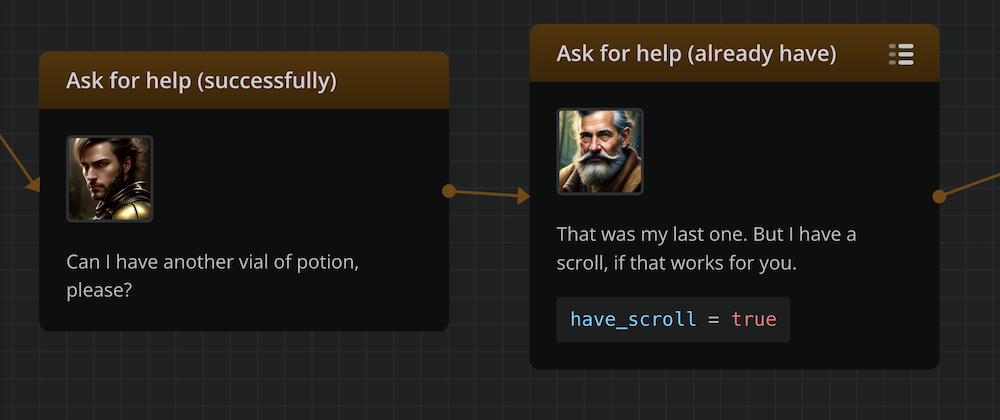 Ask for help (successfully)
Can I have another vial of potion,
please?
Ask for help (already have)
That was my last one. But I have a
scroll, if that works for you.
have_scroll = true